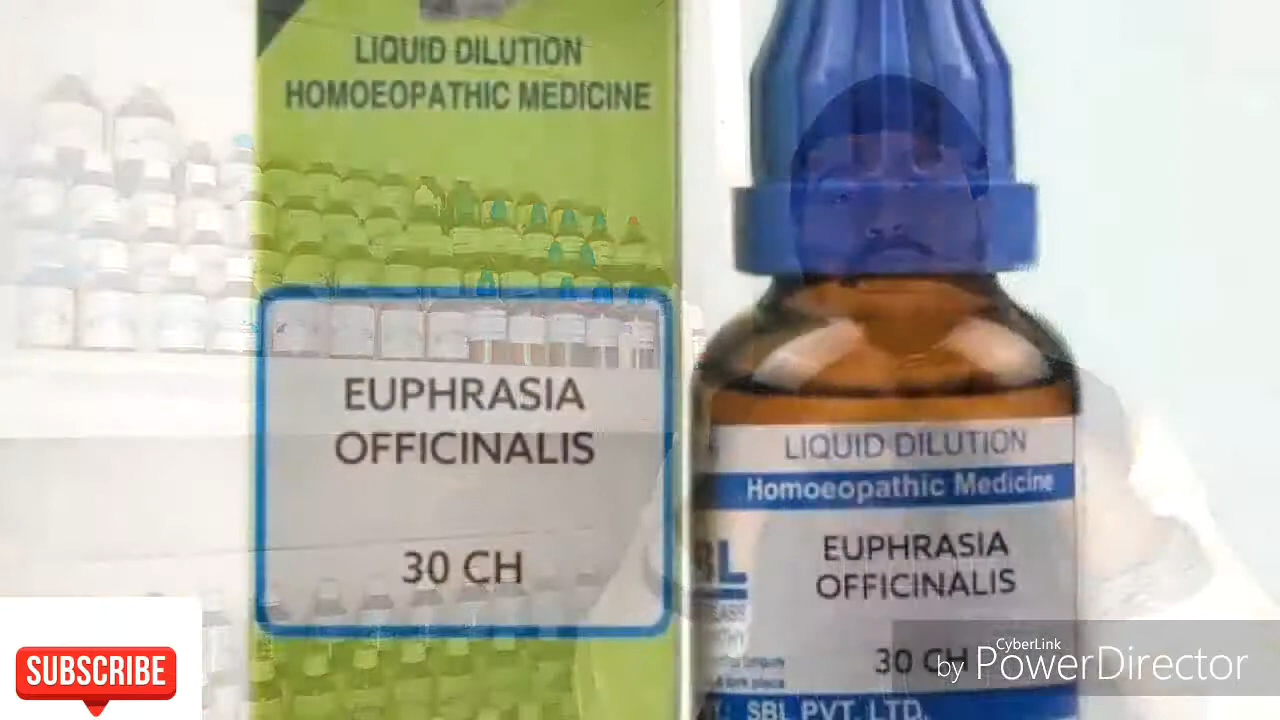 LIQUID DILUTION
HOMOEOPATHIC MEDICINE
EUPHRASIA
OFFICINALIS
30 CH
LIQUID DILUTION
Homoeopathic Medicine
EUPHRASIA
OFFICINALIS
30 CH
SBL PVT. LTD.
SUBSCRIBE
CyberLink
by PowerDirector